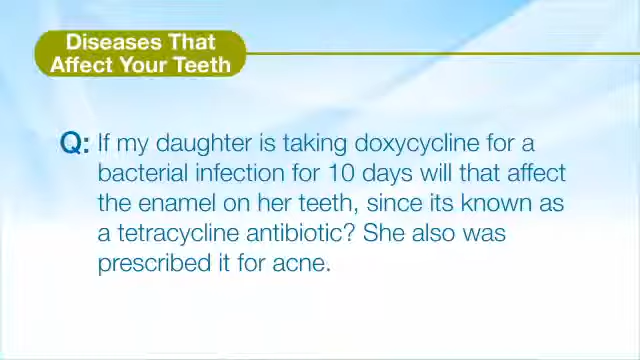 Diseases That
Affect Your Teeth
Q: If my daughter is taking doxycycline for a
bacterial infection for 10 days will that affect
the enamel on her teeth, since its known as
a tetracycline antibiotic? She also was
prescribed it for acne.